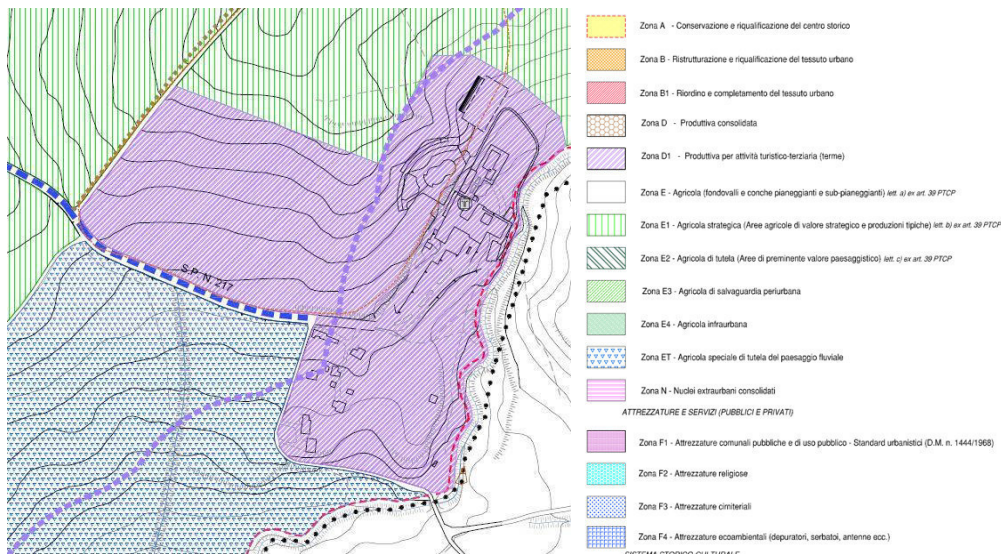 S.P. N. 217
Zona A - Conservazione e riqualificazione del centro storico
Zona B - Ristrutturazione e riqualificazione del tessuto urbano
Zona B1 - Riordino e completamento del tessuto urbano
Zona D - Produttiva consolidata
Zona D1 - Produttiva per attività turistico-terziaria (terme)
Zona E - Agricola (fondovalli e conche pianeggianti e sub-pianeggianti) lett. a) ex art. 39 PTCP
Zona E1 - Agricola strategica (Aree agricole di valore strategico e produzioni tipiche) lett. b) ex art. 39 PTCP
Zona E2 - Agricola di tutela (Aree di preminente valore paesaggistico) lett. c) ex art. 39 PTCP
Zona E3 - Agricola di salvaguardia periurbana
Zona E4 - Agricola infraurbana
Zona ET - Agricola speciale di tutela del paesaggio fluviale
Zona N - Nuclei extraurbani consolidati
ATTREZZATURE E SERVIZI (PUBBLICI E PRIVATI)
Zona F1 - Attrezzature comunali pubbliche e di uso pubblico - Standard urbanistici (D.M. n. 1444/1968)
Zona F2 - Attrezzature religiose
Zona F3 - Attrezzature cimiteriali
Zona F4 - Attrezzature ecoambientali (depuratori, serbatoi, antenne ecc.)
SISTEMA STORICO CULTURALE